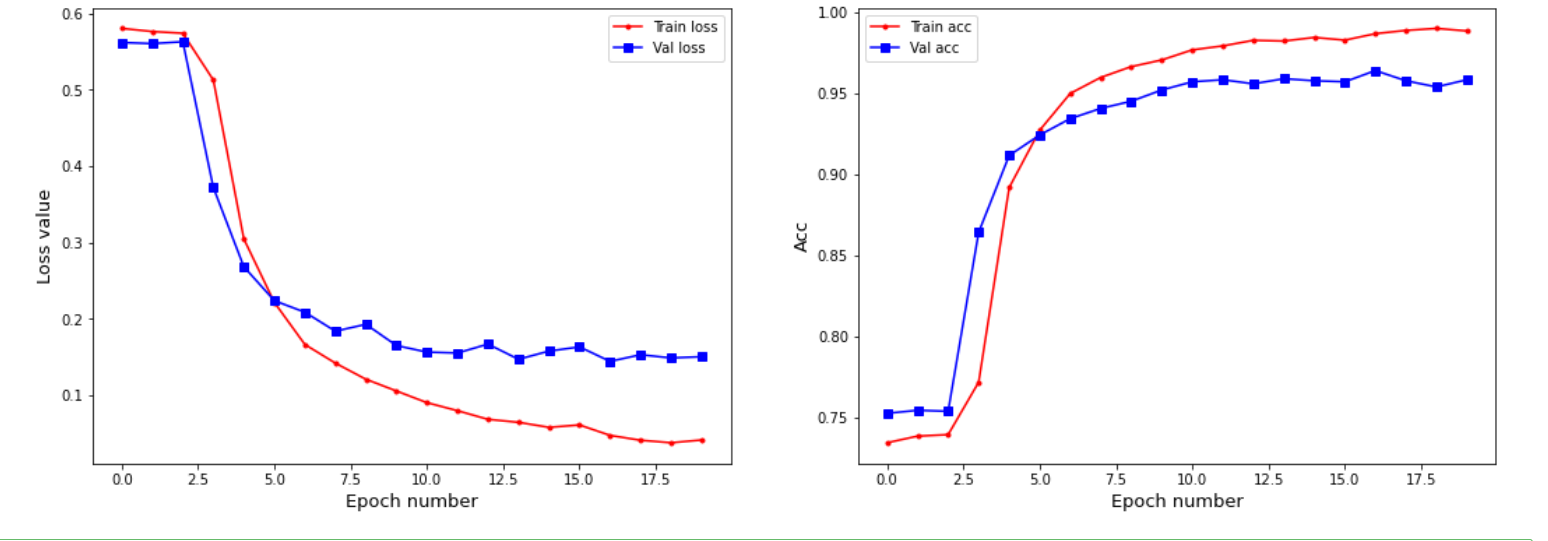 0.6
0.5
0.4
0.3
0.2
0.1
Loss value
0.0 2.5 5.0 7.5 10.0 12.5 15.0 17.5
Epoch number
Train loss
Val loss
1.00
0.95
0.90
0.85
0.80
0.75
Acc
0.0 2.5 5.0 7.5 10.0 12.5 15.0 17.5
Epoch number
Train acc
Val acc